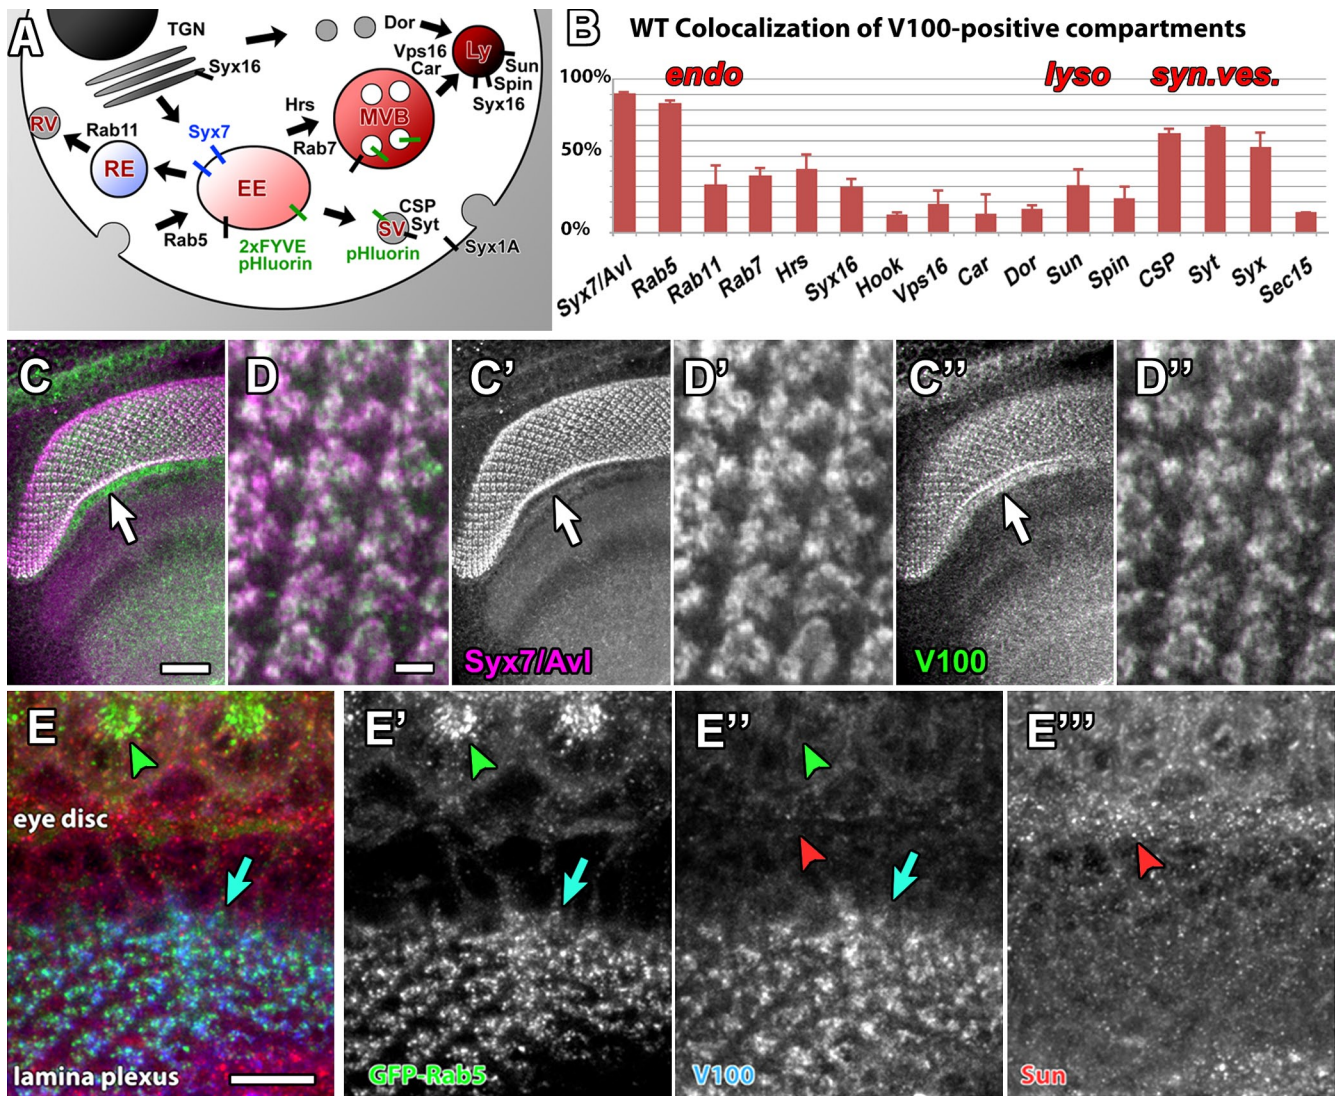 A
TGN
Syx16
Dor
Vps16
Car
Ly
Sun
Spin
Syx16
Hrs
Rab7
MVB
RV
Rab11
RE
Syx7
EE
Rab5
2xFYVE
pHluorin
CSP
SV
Syt
pHluorin
Syx1A
B
WT Colocalization of V100-positive compartments
endo
lyso
syn.ves.
100%
50%
0%
Syx7/Avl
Rab5
Rab11
Rab7
Hrs
Syx16
Hook
Vps16
Car
Dor
Sun
Spin
CSP
Syt
Syx
Sec15
C
D
C’
Syx7/Avl
D’
C’’
V100
D’’
E
eye disc
lamina plexus
E’
GFP-Rab5
E’’
V100
E’’’
Sun